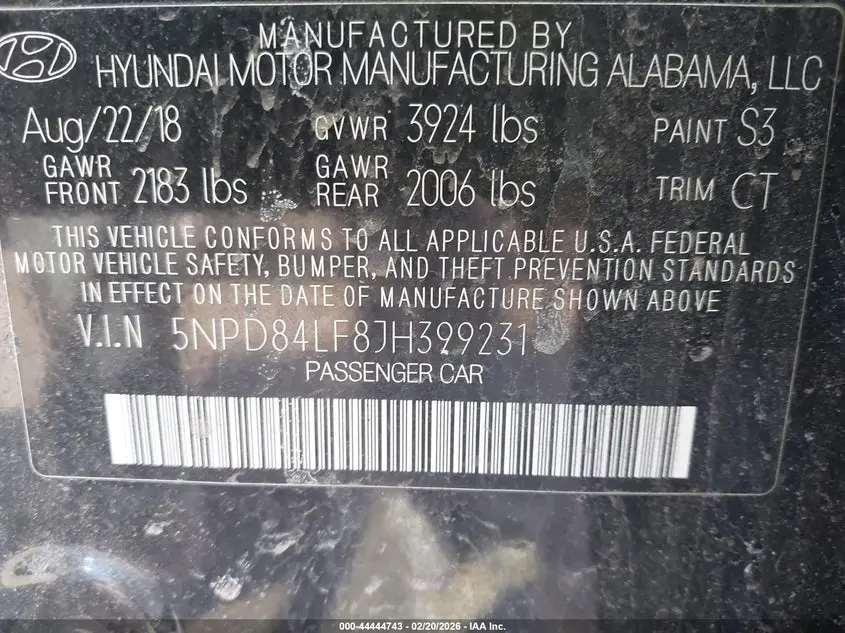 MANUFACTURED BY
HYUNDAI MOTOR MANUFACTURING ALABAMA, LLC
Aug/22/18 GVWR 3924 lbs PAINT S3
GAWR FRONT 2183 lbs GAWR REAR 2006 lbs TRIM CT
THIS VEHICLE CONFORMS TO ALL APPLICABLE U.S.A. FEDERAL
MOTOR VEHICLE SAFETY, BUMPER, AND THEFT PREVENTION STANDARDS
IN EFFECT ON THE DATE OF MANUFACTURE SHOWN ABOVE
V.I.N 5NPD84LF8JH399231
PASSENGER CAR
000-44444743 - 02/20/2026 - IAA Inc.